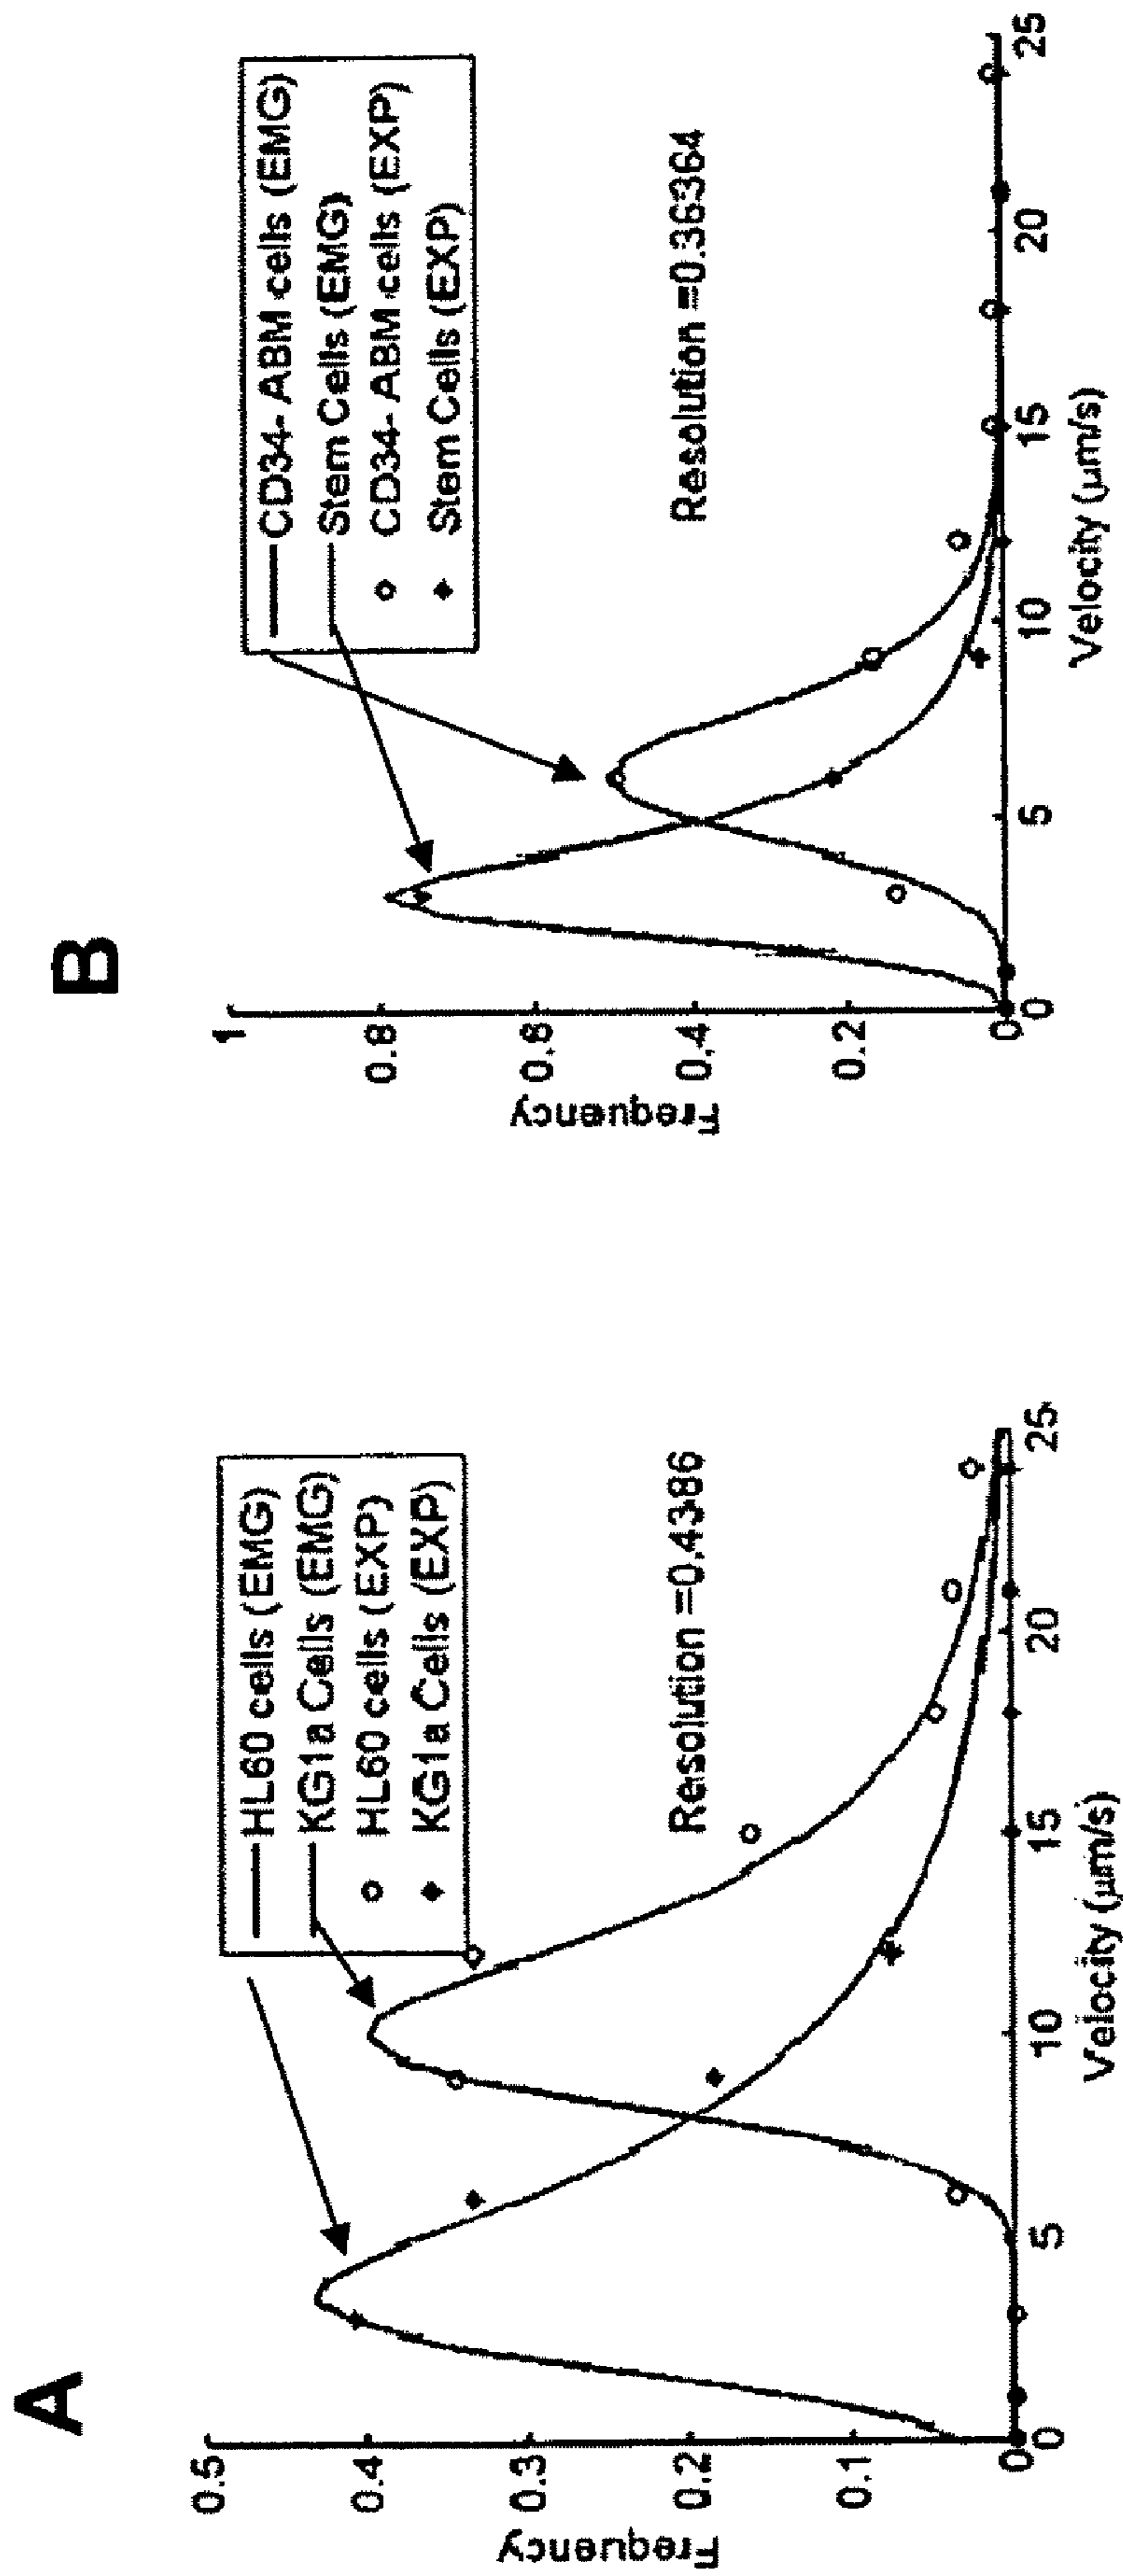 A
HL60 cells (EMG)
KG1a Cells (EMG)
HL60 cells (EXP)
KG1a Cells (EXP)
Resolution =0.4386
Frequency
0.5
0.4
0.3
0.2
0.1
0
0 5 10 15 20 25
Velocity (µm/s)
B
CD34- ABM cells (EMG)
Stem Cells (EMG)
CD34- ABM cells (EXP)
Stem Cells (EXP)
Resolution =0.36364
Frequency
1
0.8
0.6
0.4
0.2
0
0 5 10 15 20 25
Velocity (µm/s)